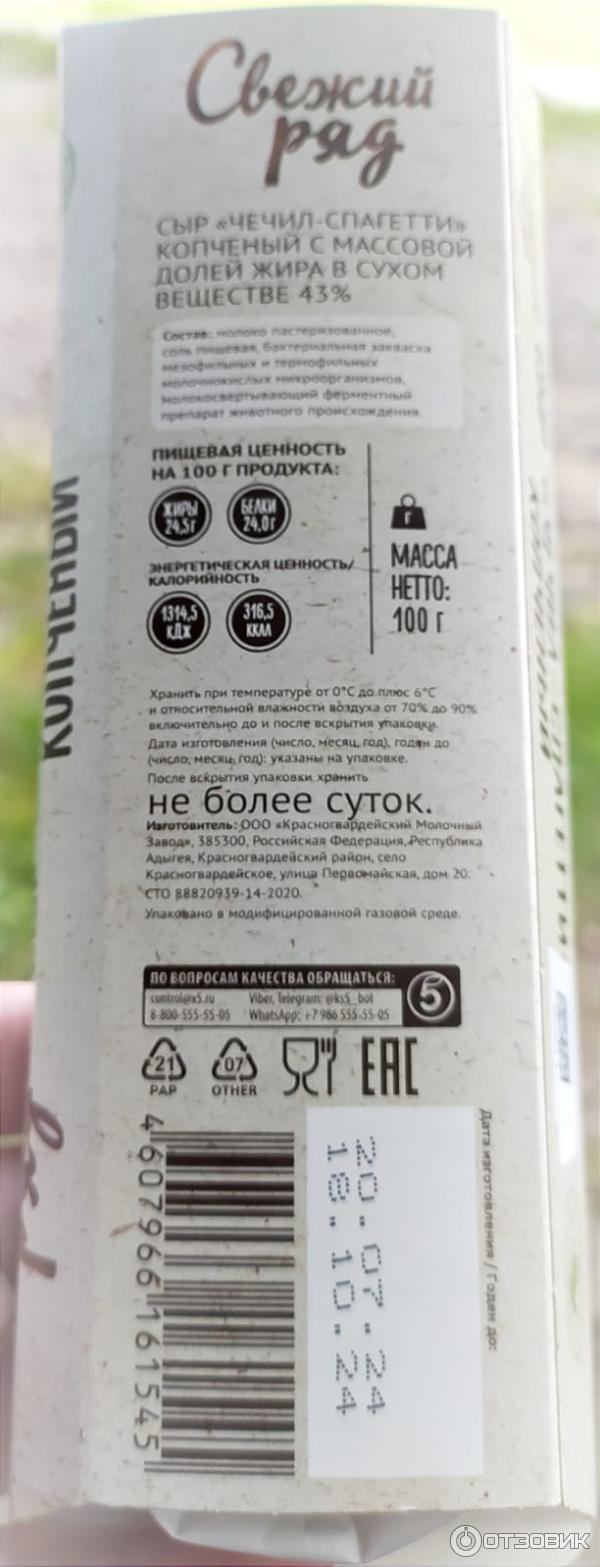 Свежий
ряд
СЫР «ЧЕЧИЛ-СПАГЕТТИ»
КОПЧЕНЫЙ С МАССОВОЙ
ДОЛЕЙ ЖИРА В СУХОМ
ВЕЩЕСТВЕ 43%
Состав: молоко пастеризованное,
соль пищевая, бактериальная закваска
мезофильных и термофильных
молочнокислых микроорганизмов,
молокосвертывающий ферментный
препарат животного происхождения.
ПИЩЕВАЯ ЦЕННОСТЬ
НА 100 Г ПРОДУКТА:
ЖИРЫ
24,5г
БЕЛКИ
24,0г
ЭНЕРГЕТИЧЕСКАЯ ЦЕННОСТЬ/
КАЛОРИЙНОСТЬ
1314,5
КДЖ
316,5
ККАЛ
г
МАССА
НЕТТО:
100 г
Хранить при температуре от 0°С до плюс 6°С
и относительной влажности воздуха от 70% до 90%
включительно до и после вскрытия упаковки.
Дата изготовления (число, месяц, год), годен до
(число, месяц, год): указаны на упаковке.
После вскрытия упаковки хранить
не более суток.
Изготовитель: ООО «Красногвардейский Молочный
Завод», 385300, Российская Федерация, Республика
Адыгея, Красногвардейский район, село
Красногвардейское, улица Первомайская, дом 20.
СТО 88820939-14-2020.
Упаковано в модифицированной газовой среде.
ПО ВОПРОСАМ КАЧЕСТВА ОБРАЩАТЬСЯ:
control@x5.ru Viber, Telegram: @ks5_bot
8-800-555-55-05 WhatsApp: +7 986 555-55-05
5
21
PAP
07
OTHER
EAC
4 607966 161545
Дата изготовления / Годен до:
20.07.24
18.10.24
КОПЧЕНЫЙ
ОТЗОВИК